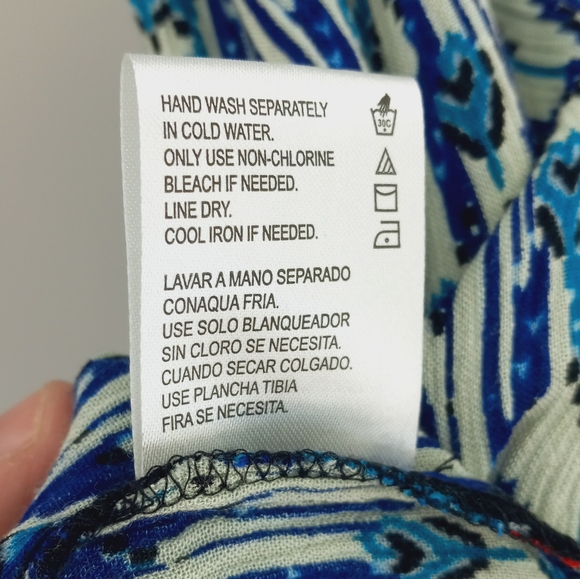 HAND WASH SEPARATELY
IN COLD WATER.
ONLY USE NON-CHLORINE
BLEACH IF NEEDED.
LINE DRY.
COOL IRON IF NEEDED.
30C
LAVAR A MANO SEPARADO
CONAQUA FRIA.
USE SOLO BLANQUEADOR
SIN CLORO SE NECESITA.
CUANDO SECAR COLGADO.
USE PLANCHA TIBIA
FIRA SE NECESITA.